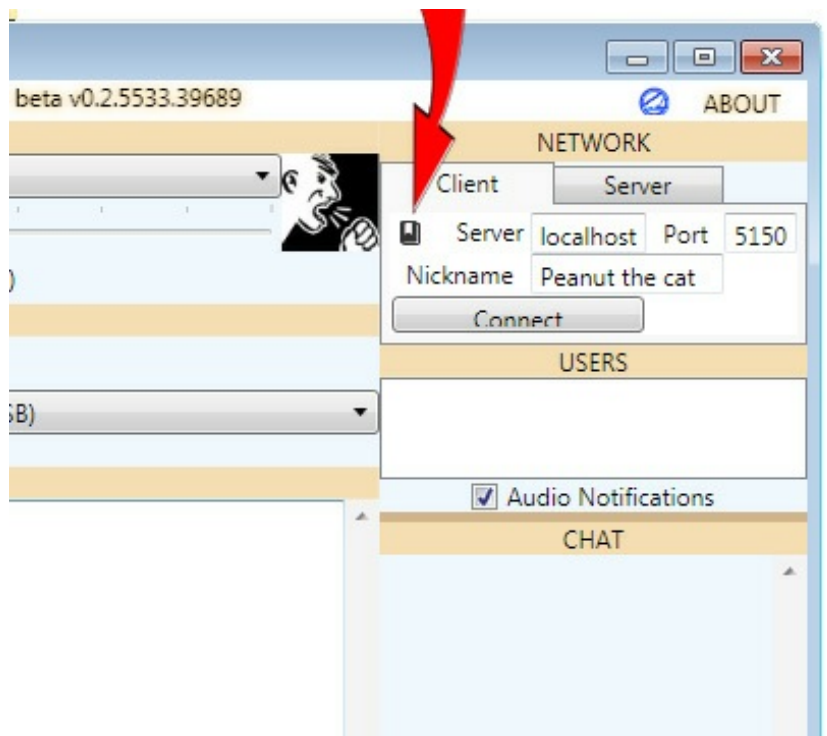 beta v0.2.5533.39689
ABOUT
NETWORK
Client Server
Server localhost Port 5150
)
Nickname Peanut the cat
Connect
USERS
SB)
Audio Notifications
CHAT